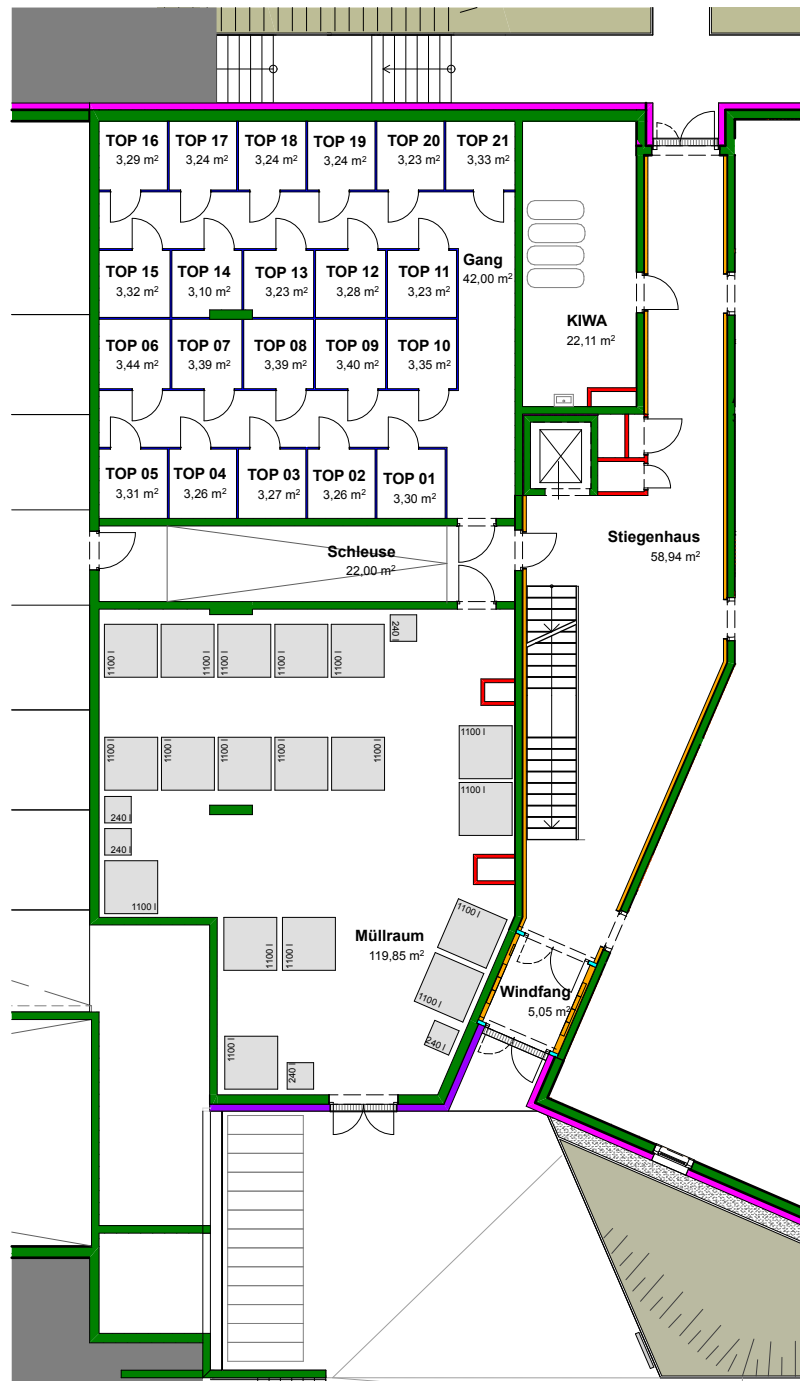 TOP 16
3,29 m²
TOP 17
3,24 m²
TOP 18
3,24 m²
TOP 19
3,24 m²
TOP 20
3,23 m²
TOP 21
3,33 m²
TOP 15
3,32 m²
TOP 14
3,10 m²
TOP 13
3,23 m²
TOP 12
3,28 m²
TOP 11
3,23 m²
Gang
42,00 m²
KIWA
22,11 m²
TOP 06
3,44 m²
TOP 07
3,39 m²
TOP 08
3,39 m²
TOP 09
3,40 m²
TOP 10
3,35 m²
TOP 05
3,31 m²
TOP 04
3,26 m²
TOP 03
3,27 m²
TOP 02
3,26 m²
TOP 01
3,30 m²
Schleuse
22,00 m²
Stiegenhaus
58,94 m²
1100 l
1100 l
1100 l
1100 l
1100 l
240 l
1100 l
1100 l
1100 l
1100 l
1100 l
1100 l
1100 l
240 l
240 l
1100 l
1100 l
1100 l
Müllraum
119,85 m²
1100 l
1100 l
240 l
Windfang
5,05 m²
1100 l
240 l